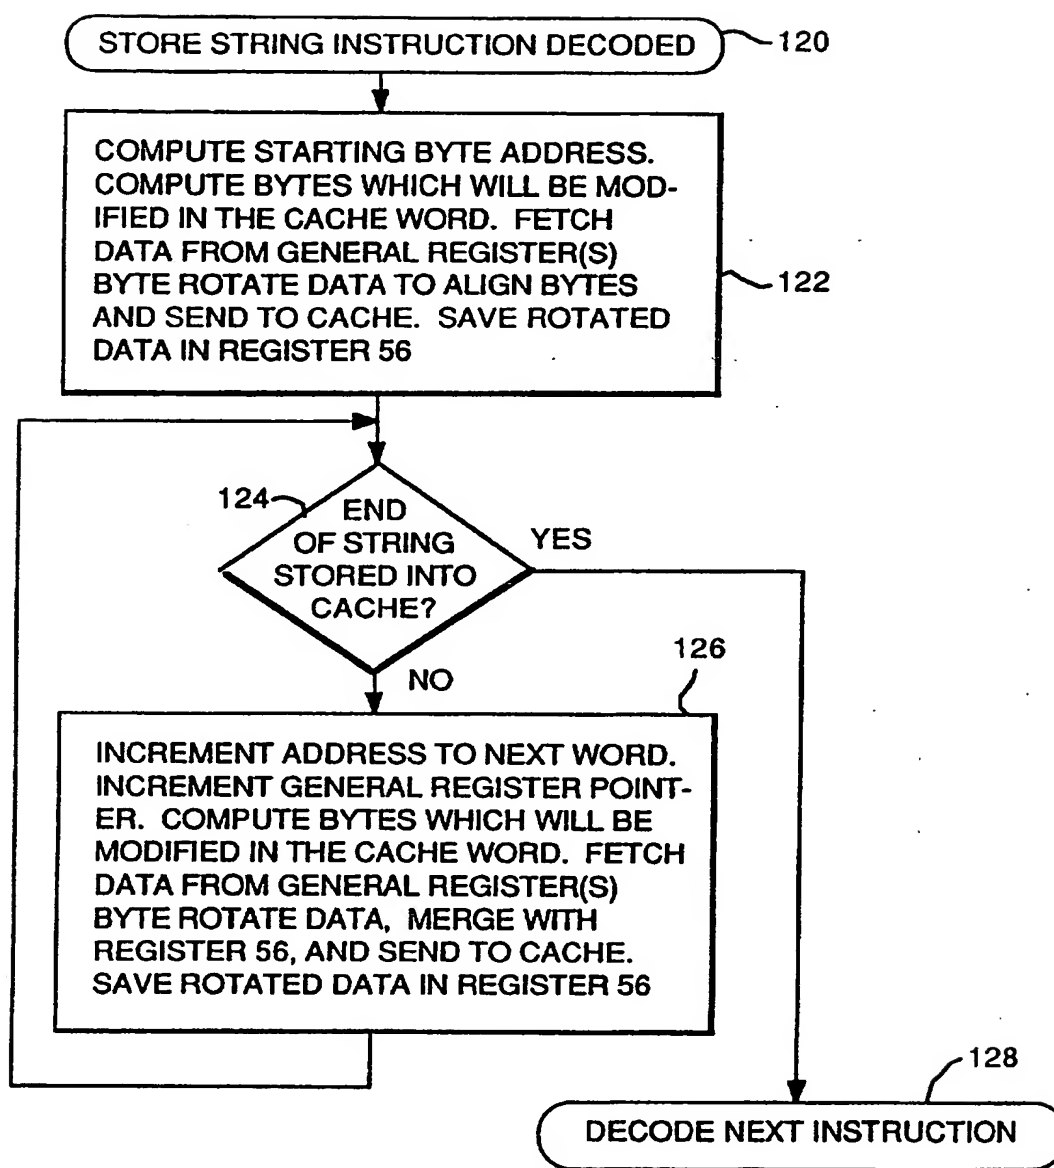 STORE STRING INSTRUCTION DECODED
120
COMPUTE STARTING BYTE ADDRESS.
COMPUTE BYTES WHICH WILL BE MOD-
IFIED IN THE CACHE WORD. FETCH
DATA FROM GENERAL REGISTER(S)
BYTE ROTATE DATA TO ALIGN BYTES
AND SEND TO CACHE. SAVE ROTATED
DATA IN REGISTER 56
122
124
END
OF STRING
STORED INTO
CACHE?
YES
NO
126
INCREMENT ADDRESS TO NEXT WORD.
INCREMENT GENERAL REGISTER POINT-
ER. COMPUTE BYTES WHICH WILL BE
MODIFIED IN THE CACHE WORD. FETCH
DATA FROM GENERAL REGISTER(S)
BYTE ROTATE DATA, MERGE WITH
REGISTER 56, AND SEND TO CACHE.
SAVE ROTATED DATA IN REGISTER 56
128
DECODE NEXT INSTRUCTION